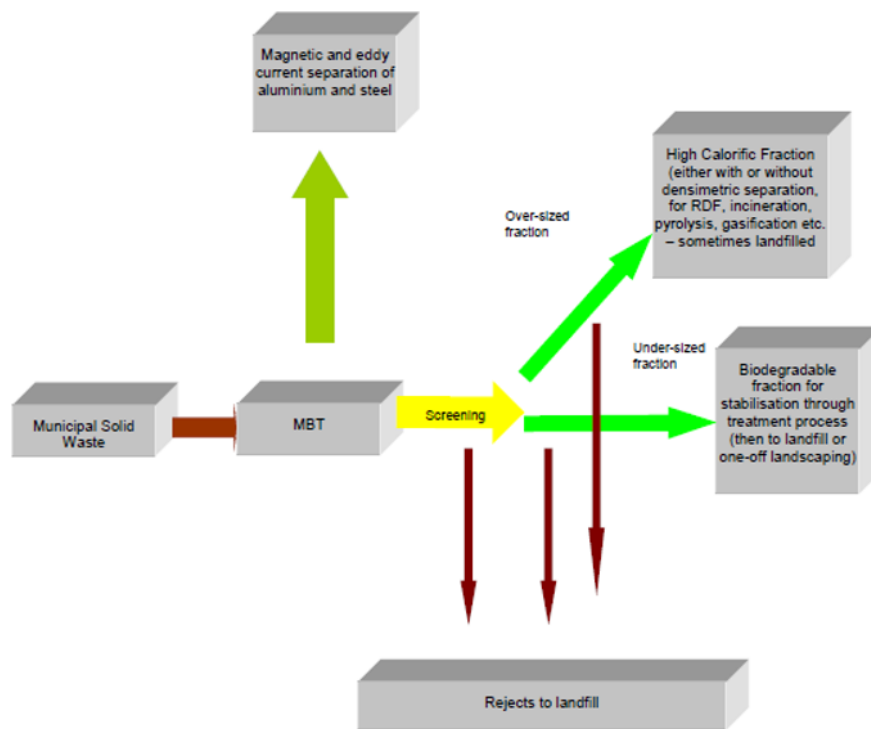 Magnetic and eddy
current separation of
aluminium and steel
High Calorific Fraction
(either with or without
densimetric separation,
for RDF, incineration,
pyrolysis, gasification etc.
– sometimes landfilled
Over-sized
fraction
Under-sized
fraction
Biodegradable
fraction for
stabilisation through
treatment process
(then to landfill or
one-off landscaping)
Municipal Solid
Waste
MBT
Screening
Rejects to landfill